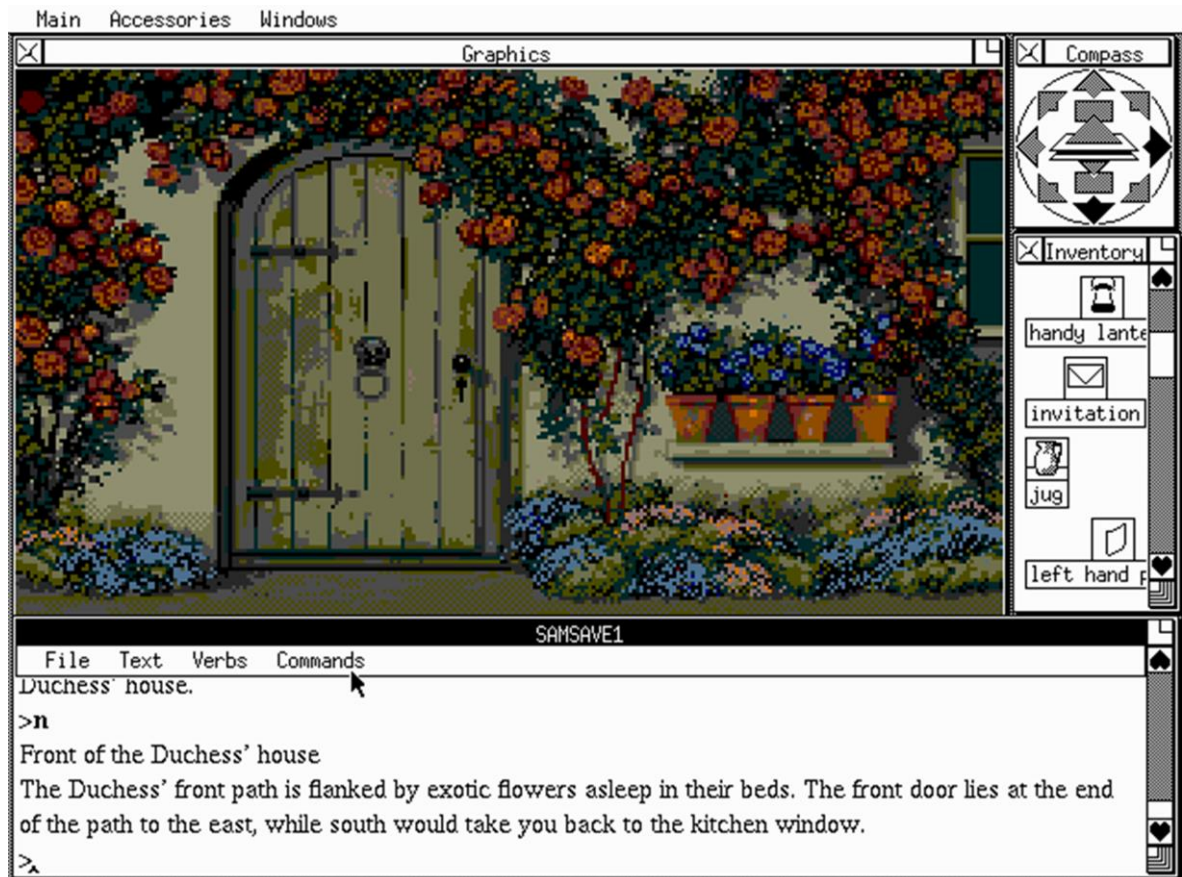 Main Accessories Windows
Graphics
Compass
Inventory
handy lante
invitation
jug
left hand p
SAMSAVE1
File Text Verbs Commands
Duchess' house.
>n
Front of the Duchess' house
The Duchess' front path is flanked by exotic flowers asleep in their beds. The front door lies at the end
of the path to the east, while south would take you back to the kitchen window.
>